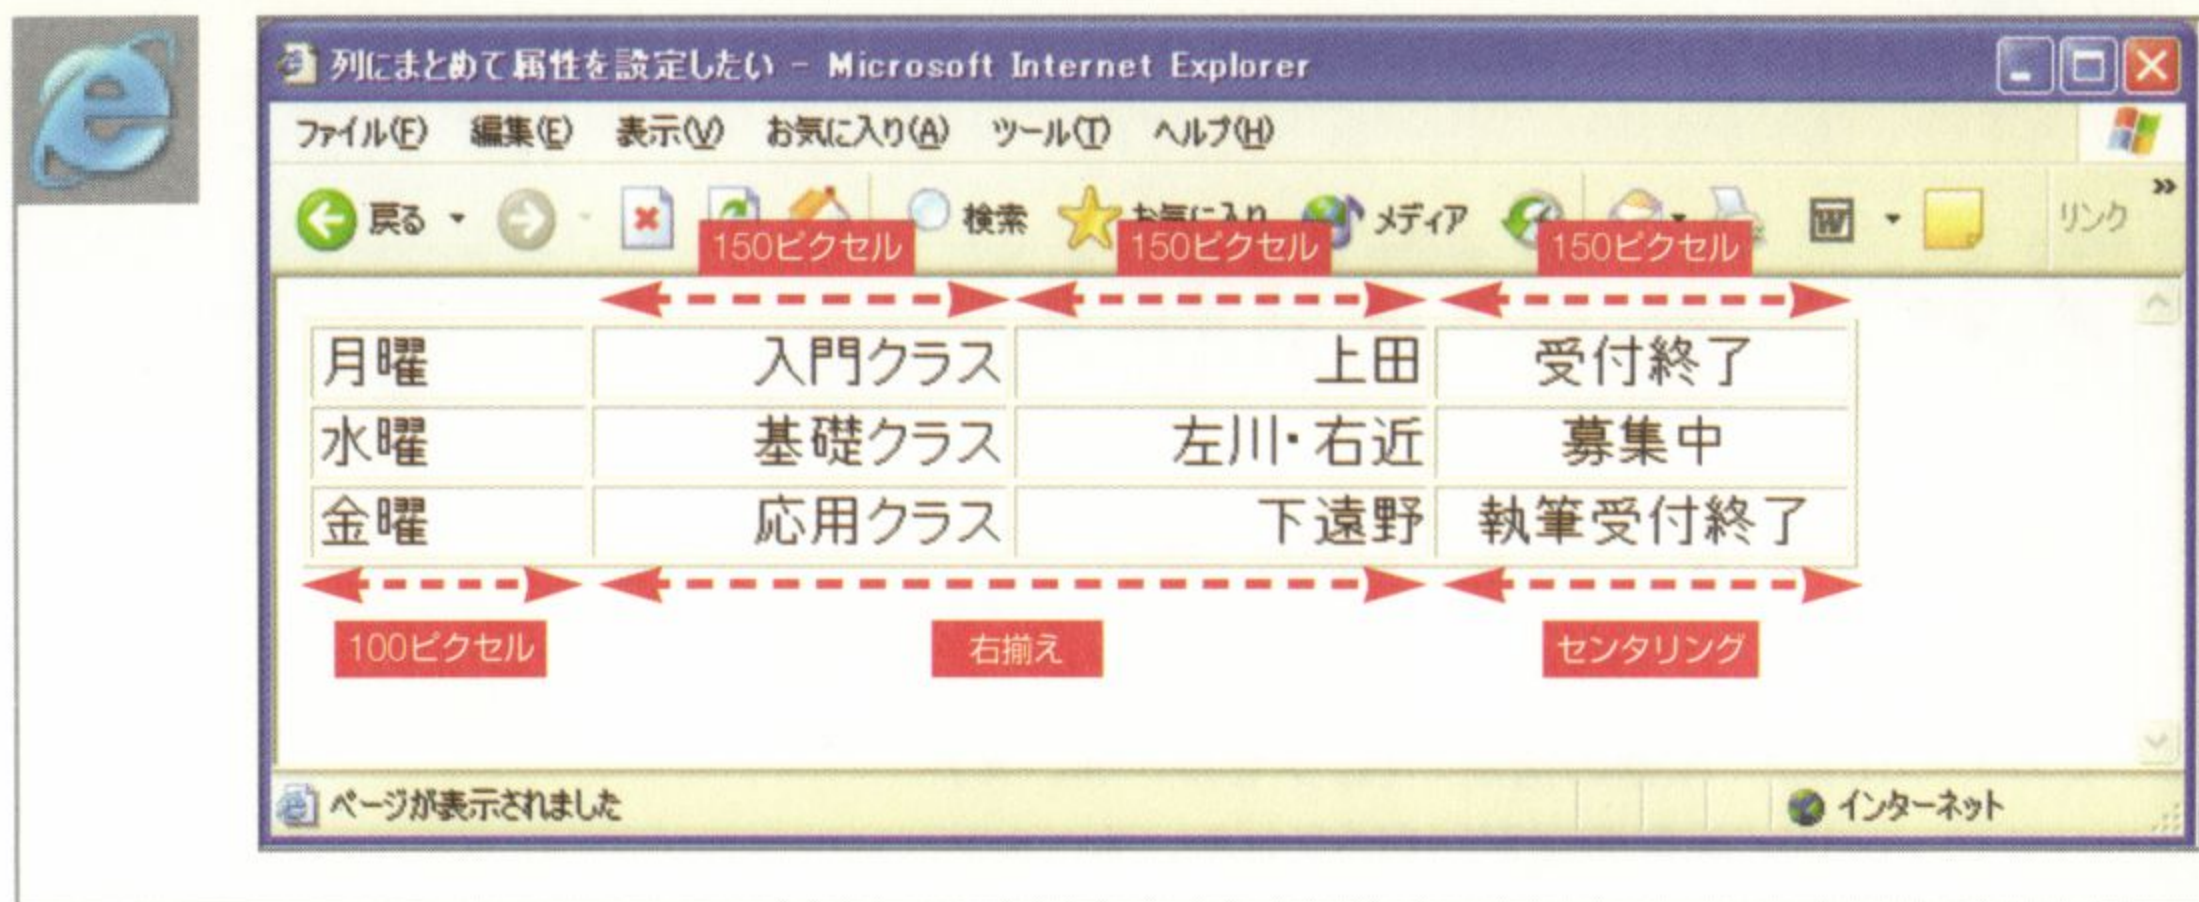 列にまとめて属性を設定したい - Microsoft Internet Explorer
ファイル(F) 編集(E) 表示(V) お気に入り(A) ツール(T) ヘルプ(H)
戻る 検索 お気に入り メディア リンク »
150ピクセル 150ピクセル 150ピクセル
月曜 入門クラス 上田 受付終了
水曜 基礎クラス 左川・右近 募集中
金曜 応用クラス 下遠野 執筆受付終了
100ピクセル 右揃え センタリング
ページが表示されました インターネット